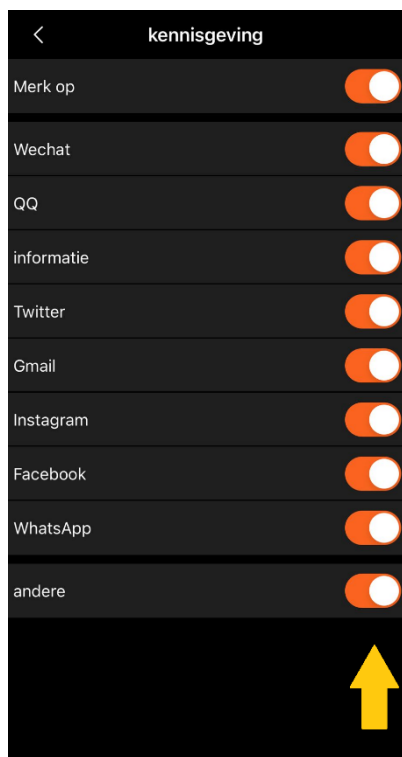 kennisgeving
Merk op
Wechat
QQ
informatie
Twitter
Gmail
Instagram
Facebook
WhatsApp
andere